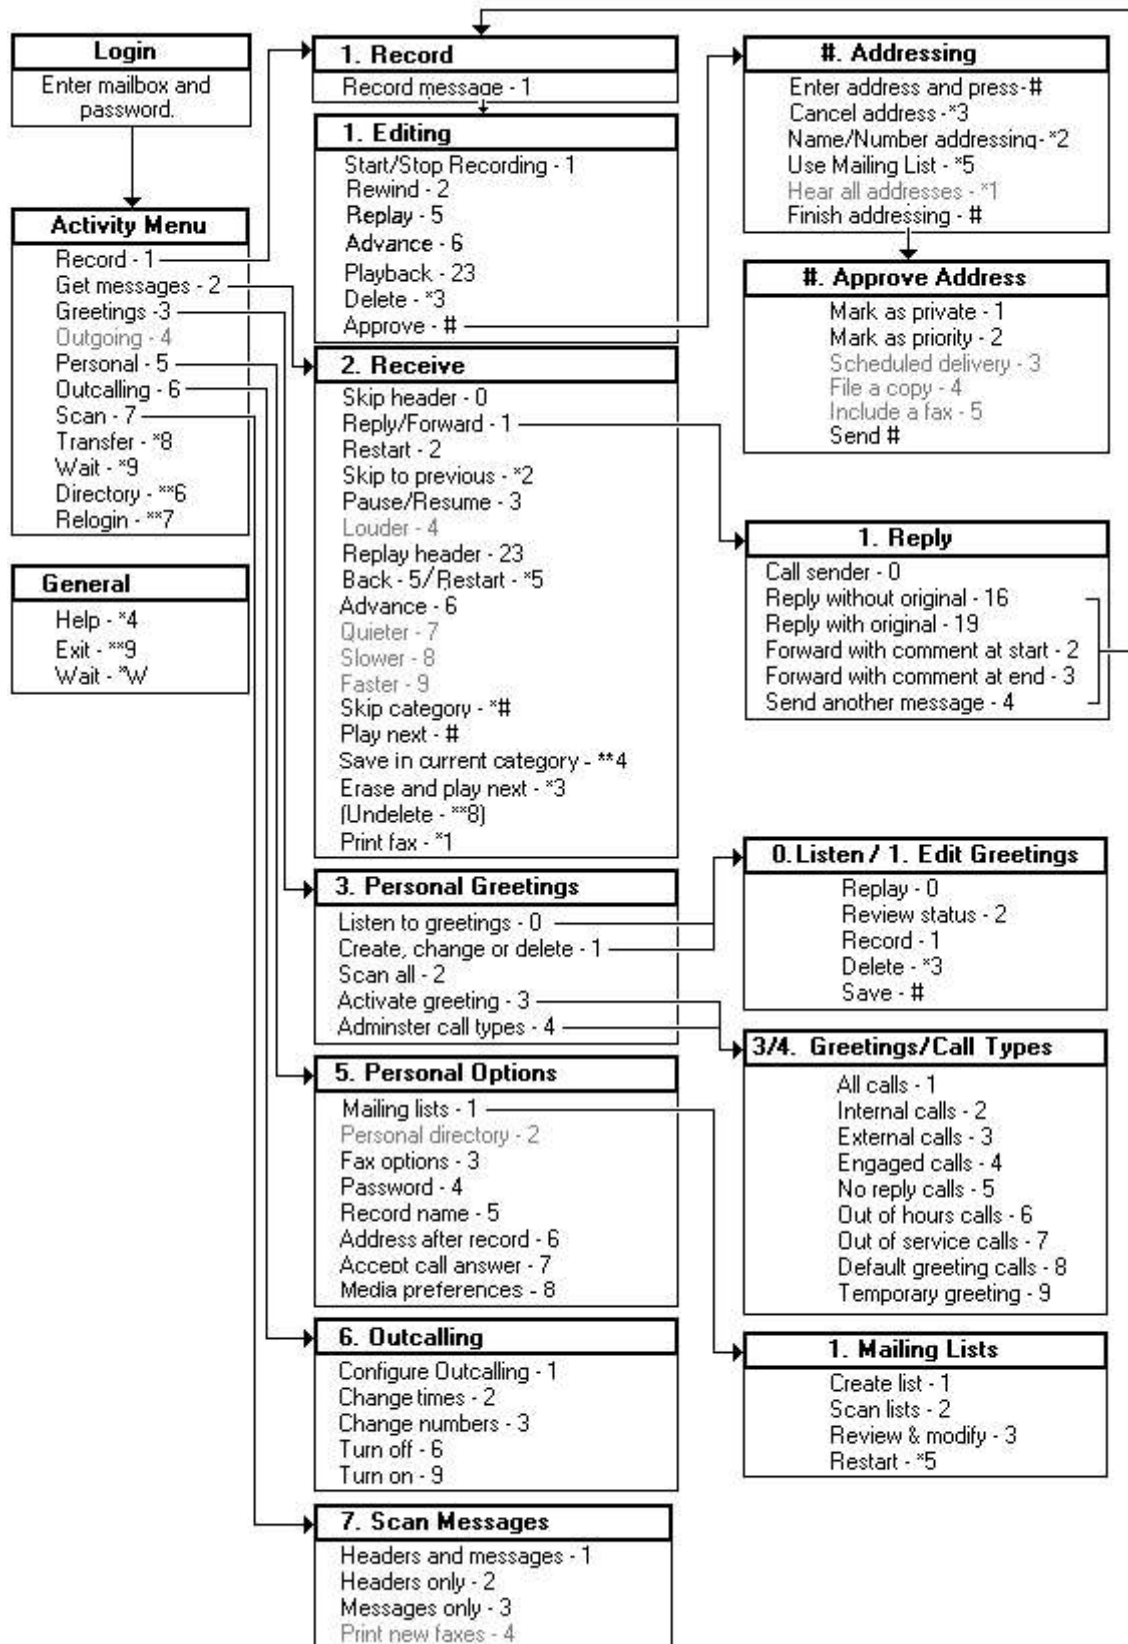 Login
Enter mailbox and
password.
Activity Menu
Record - 1
Get messages - 2
Greetings -3
Outgoing - 4
Personal - 5
Outcalling - 6
Scan - 7
Transfer - *8
Wait - *9
Directory - **6
Relogin - **7
General
Help - *4
Exit - **9
Wait - *W
1. Record
Record message - 1
1. Editing
Start/Stop Recording - 1
Rewind - 2
Replay - 5
Advance - 6
Playback - 23
Delete - *3
Approve - #
2. Receive
Skip header - 0
Reply/Forward - 1
Restart - 2
Skip to previous - *2
Pause/Resume - 3
Louder - 4
Replay header - 23
Back - 5/Restart - *5
Advance - 6
Quieter - 7
Slower - 8
Faster - 9
Skip category - *#
Play next - #
Save in current category - **4
Erase and play next - *3
(Undelete - **8)
Print fax - *1
3. Personal Greetings
Listen to greetings - 0
Create, change or delete - 1
Scan all - 2
Activate greeting - 3
Adminster call types - 4
5. Personal Options
Mailing lists - 1
Personal directory - 2
Fax options - 3
Password - 4
Record name - 5
Address after record - 6
Accept call answer - 7
Media preferences - 8
6. Outcalling
Configure Outcalling - 1
Change times - 2
Change numbers - 3
Turn off - 6
Turn on - 9
7. Scan Messages
Headers and messages - 1
Headers only - 2
Messages only - 3
Print new faxes - 4
#. Addressing
Enter address and press-#
Cancel address -*3
Name/Number addressing- *2
Use Mailing List - *5
Hear all addresses - *1
Finish addressing - #
#. Approve Address
Mark as private - 1
Mark as priority - 2
Scheduled delivery - 3
File a copy - 4
Include a fax - 5
Send #
1. Reply
Call sender - 0
Reply without original - 16
Reply with original - 19
Forward with comment at start - 2
Forward with comment at end - 3
Send another message - 4
0. Listen / 1. Edit Greetings
Replay - 0
Review status - 2
Record - 1
Delete - *3
Save - #
3/4. Greetings/Call Types
All calls - 1
Internal calls - 2
External calls - 3
Engaged calls - 4
No reply calls - 5
Out of hours calls - 6
Out of service calls - 7
Default greeting calls - 8
Temporary greeting - 9
1. Mailing Lists
Create list - 1
Scan lists - 2
Review & modify - 3
Restart - *5